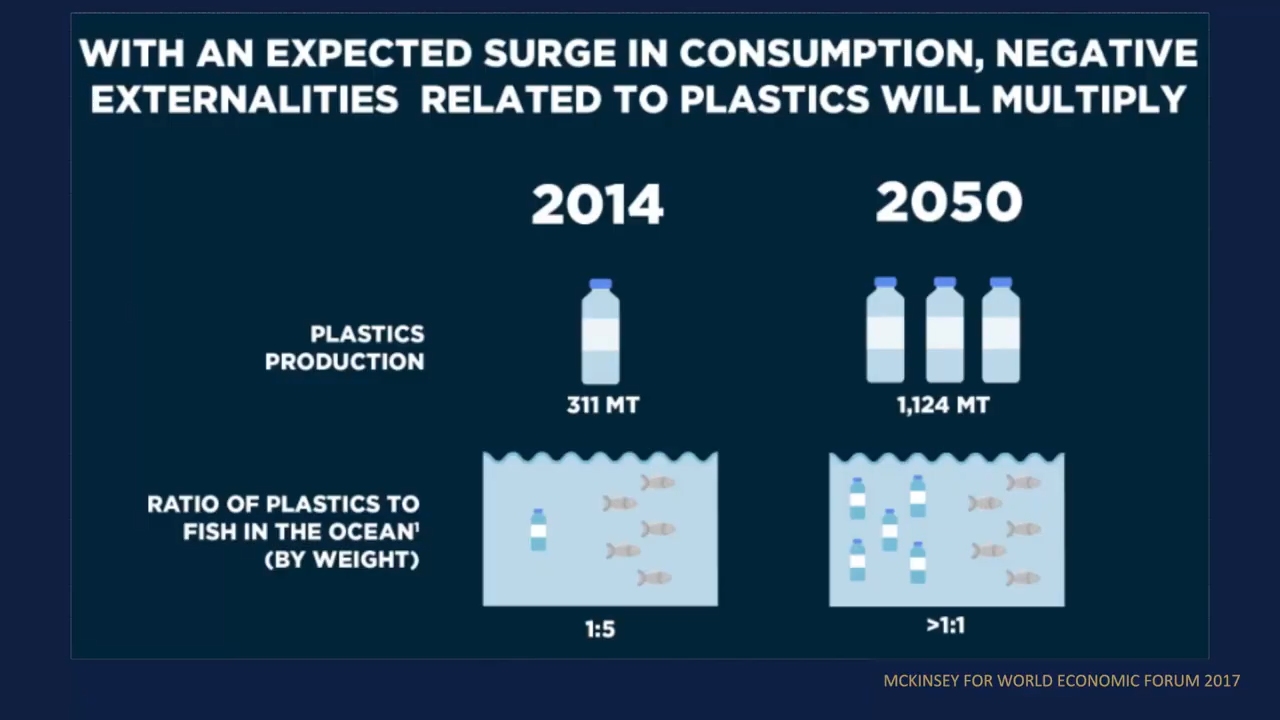 WITH AN EXPECTED SURGE IN CONSUMPTION, NEGATIVE
EXTERNALITIES RELATED TO PLASTICS WILL MULTIPLY
2014
2050
PLASTICS
PRODUCTION
311 MT
1,124 MT
RATIO OF PLASTICS TO
FISH IN THE OCEAN¹
(BY WEIGHT)
1:5
>1:1
MCKINSEY FOR WORLD ECONOMIC FORUM 2017